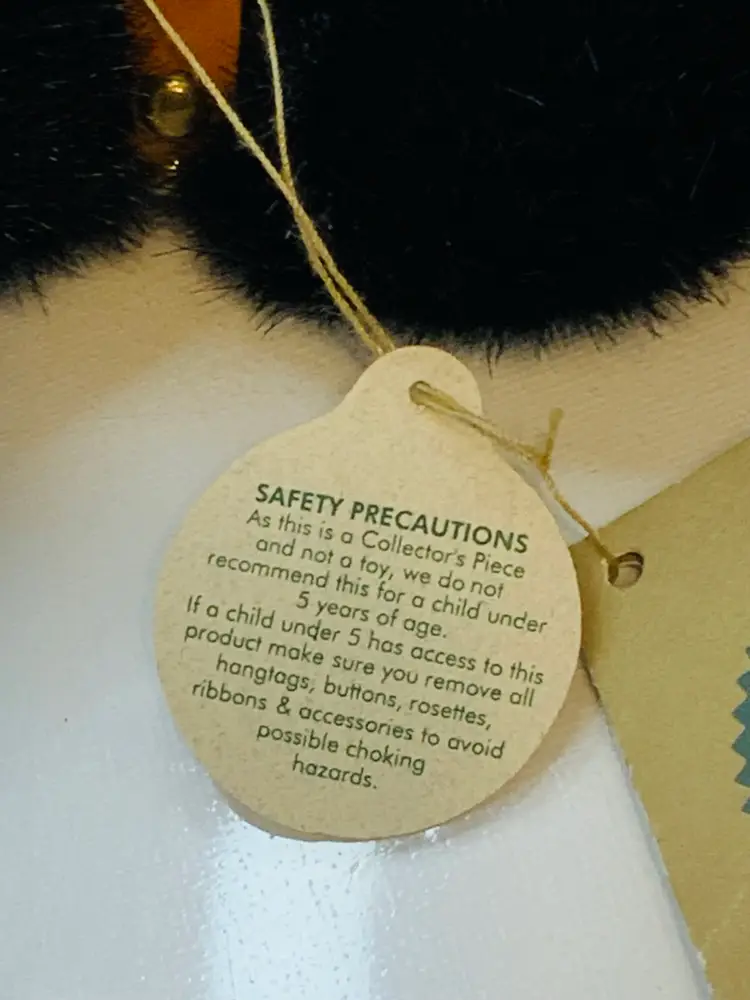 SAFETY PRECAUTIONS
As this is a Collector's Piece
and not a toy, we do not
recommend this for a child under
5 years of age.
If a child under 5 has access to this
product make sure you remove all
hangtags, buttons, rosettes,
ribbons & accessories to avoid
possible choking
hazards.